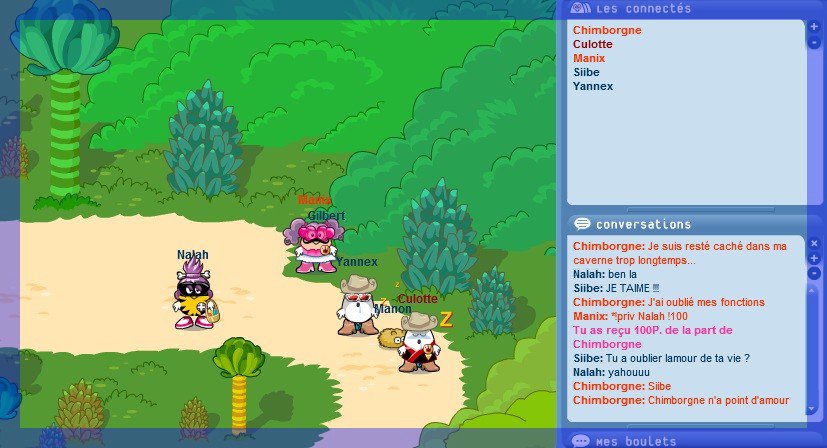 Les connectés
Chimborgne
Culotte
Manix
Siibe
Yannex
Manix
Gilbert
Nalah
Yannex
z
z
Culotte
Manon
Z
conversations
Chimborgne: Je suis resté caché dans ma
caverne trop longtemps...
Nalah: ben la
Siibe: JE TAIME !!!
Chimborgne: J'ai oublié mes fonctions
Manix: *!priv Nalah !100
Tu as reçu 100P. de la part de
Chimborgne
Siibe: Tu a oublier lamour de ta vie ?
Nalah: yahouuu
Chimborgne: Siibe
Chimborgne: Chimborgne n'a point d'amour
Mes boulets